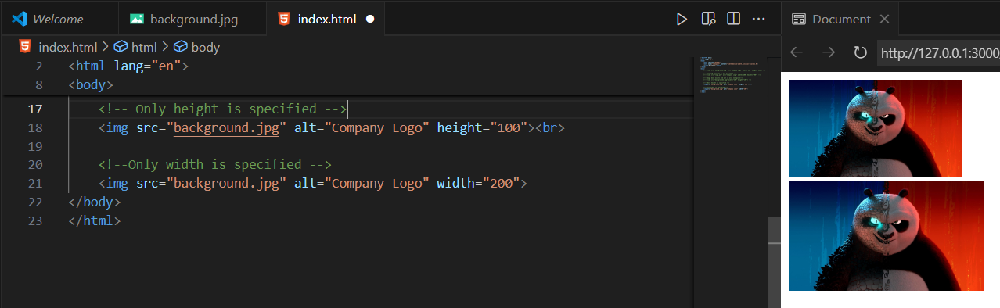 Welcome
background.jpg
index.html
Document
index.html > html > body
http://127.0.0.1:3000/
2 <html lang="en">
8 <body>
17 <!-- Only height is specified -->
18 <img src="background.jpg" alt="Company Logo" height="100"><br>
19
20 <!--Only width is specified -->
21 <img src="background.jpg" alt="Company Logo" width="200">
22 </body>
23 </html>